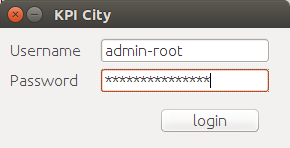 KPI City
Username admin-root
Password ***************
login